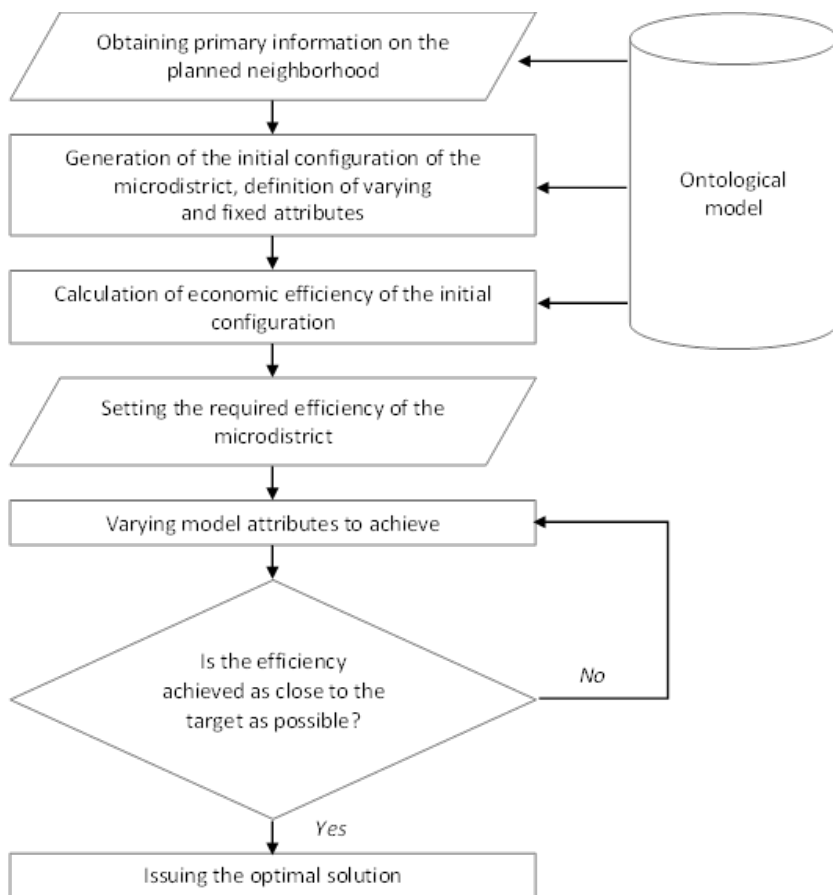 Obtaining primary information on the
planned neighborhood
Generation of the initial configuration of the
microdistrict, definition of varying
and fixed attributes
Ontological
model
Calculation of economic efficiency of the initial
configuration
Setting the required efficiency of the
microdistrict
Varying model attributes to achieve
Is the efficiency
achieved as close to the
target as possible?
No
Yes
Issuing the optimal solution